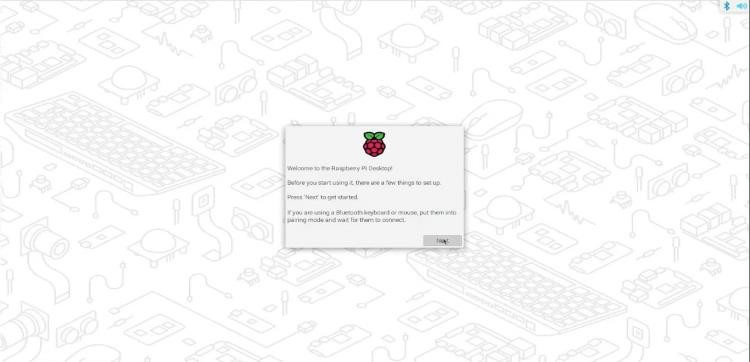 Welcome to the Raspberry Pi Desktop!
Before you start using it, there are a few things to set up.
Press 'Next' to get started.
If you are using a Bluetooth keyboard or mouse, put them into
pairing mode and wait for them to connect.
Next